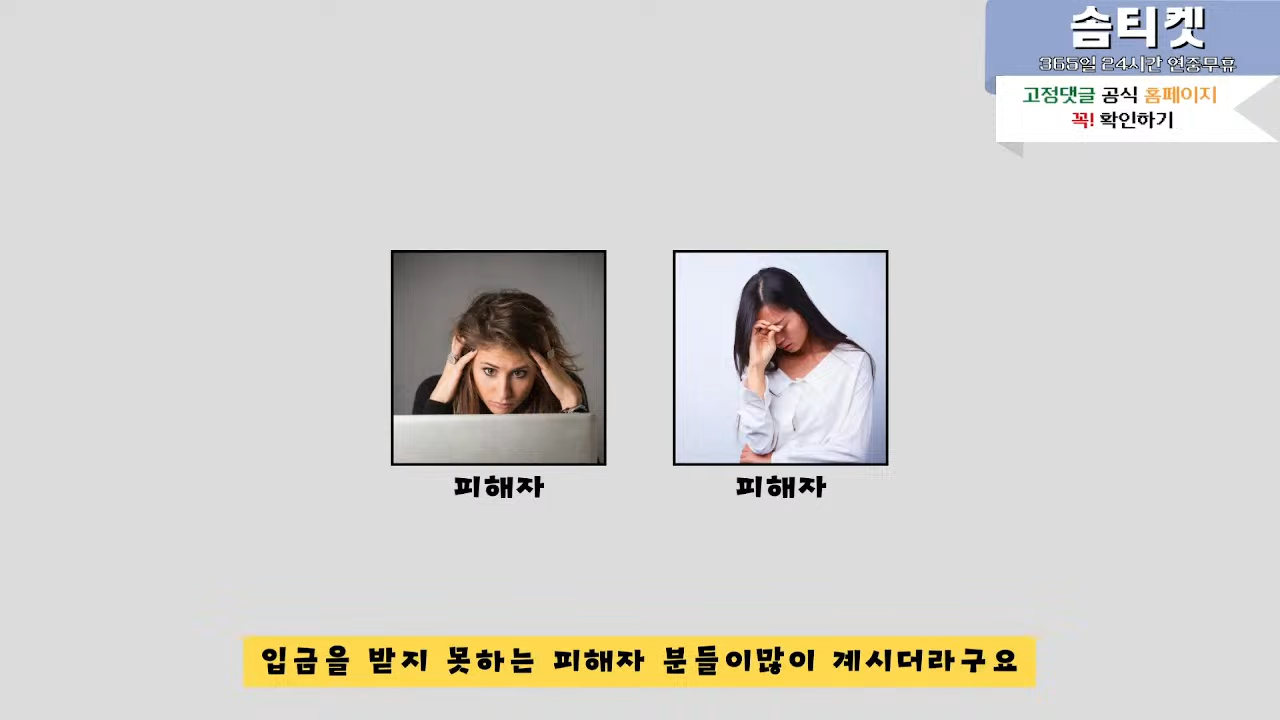 솜티켓
365일 24시간 연중무휴
고정댓글 공식 홈페이지
꼭! 확인하기
피해자
피해자
입금을 받지 못하는 피해자 분들이많이 계시더라구요